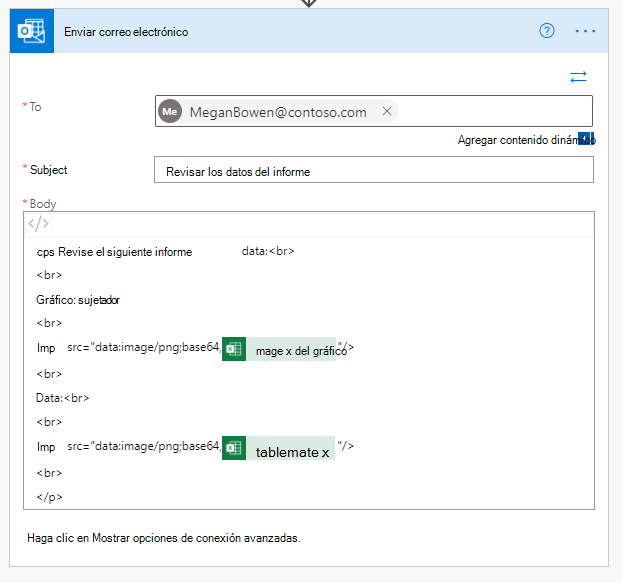 Enviar correo electrónico
* To
Me MeganBowen@contoso.com
Agregar contenido dinámico
* Subject Revisar los datos del informe
* Body
</>
cps Revise el siguiente informe data:<br>
<br>
Gráfico: sujetador
<br>
Imp src="data:image/png;base64, mage x del gráfico "/>
<br>
Data:<br>
<br>
Imp src="data:image/png;base64, tablemate x "/>
<br>
</p>
Haga clic en Mostrar opciones de conexión avanzadas.